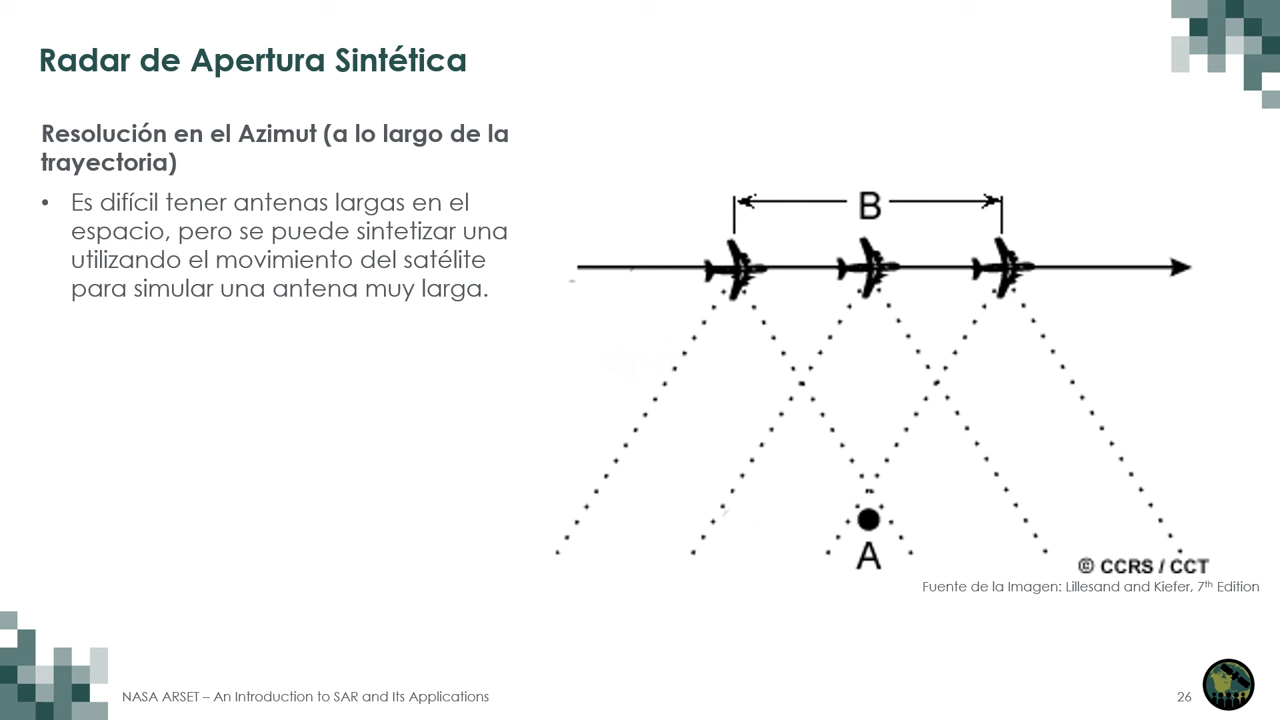 Radar de Apertura Sintética
Resolución en el Azimut (a lo largo de la
trayectoria)
• Es difícil tener antenas largas en el
espacio, pero se puede sintetizar una
utilizando el movimiento del satélite
para simular una antena muy larga.
B
A
© CCRS / CCT
Fuente de la Imagen: Lillesand and Kiefer, 7th Edition
NASA ARSET – An Introduction to SAR and Its Applications
26